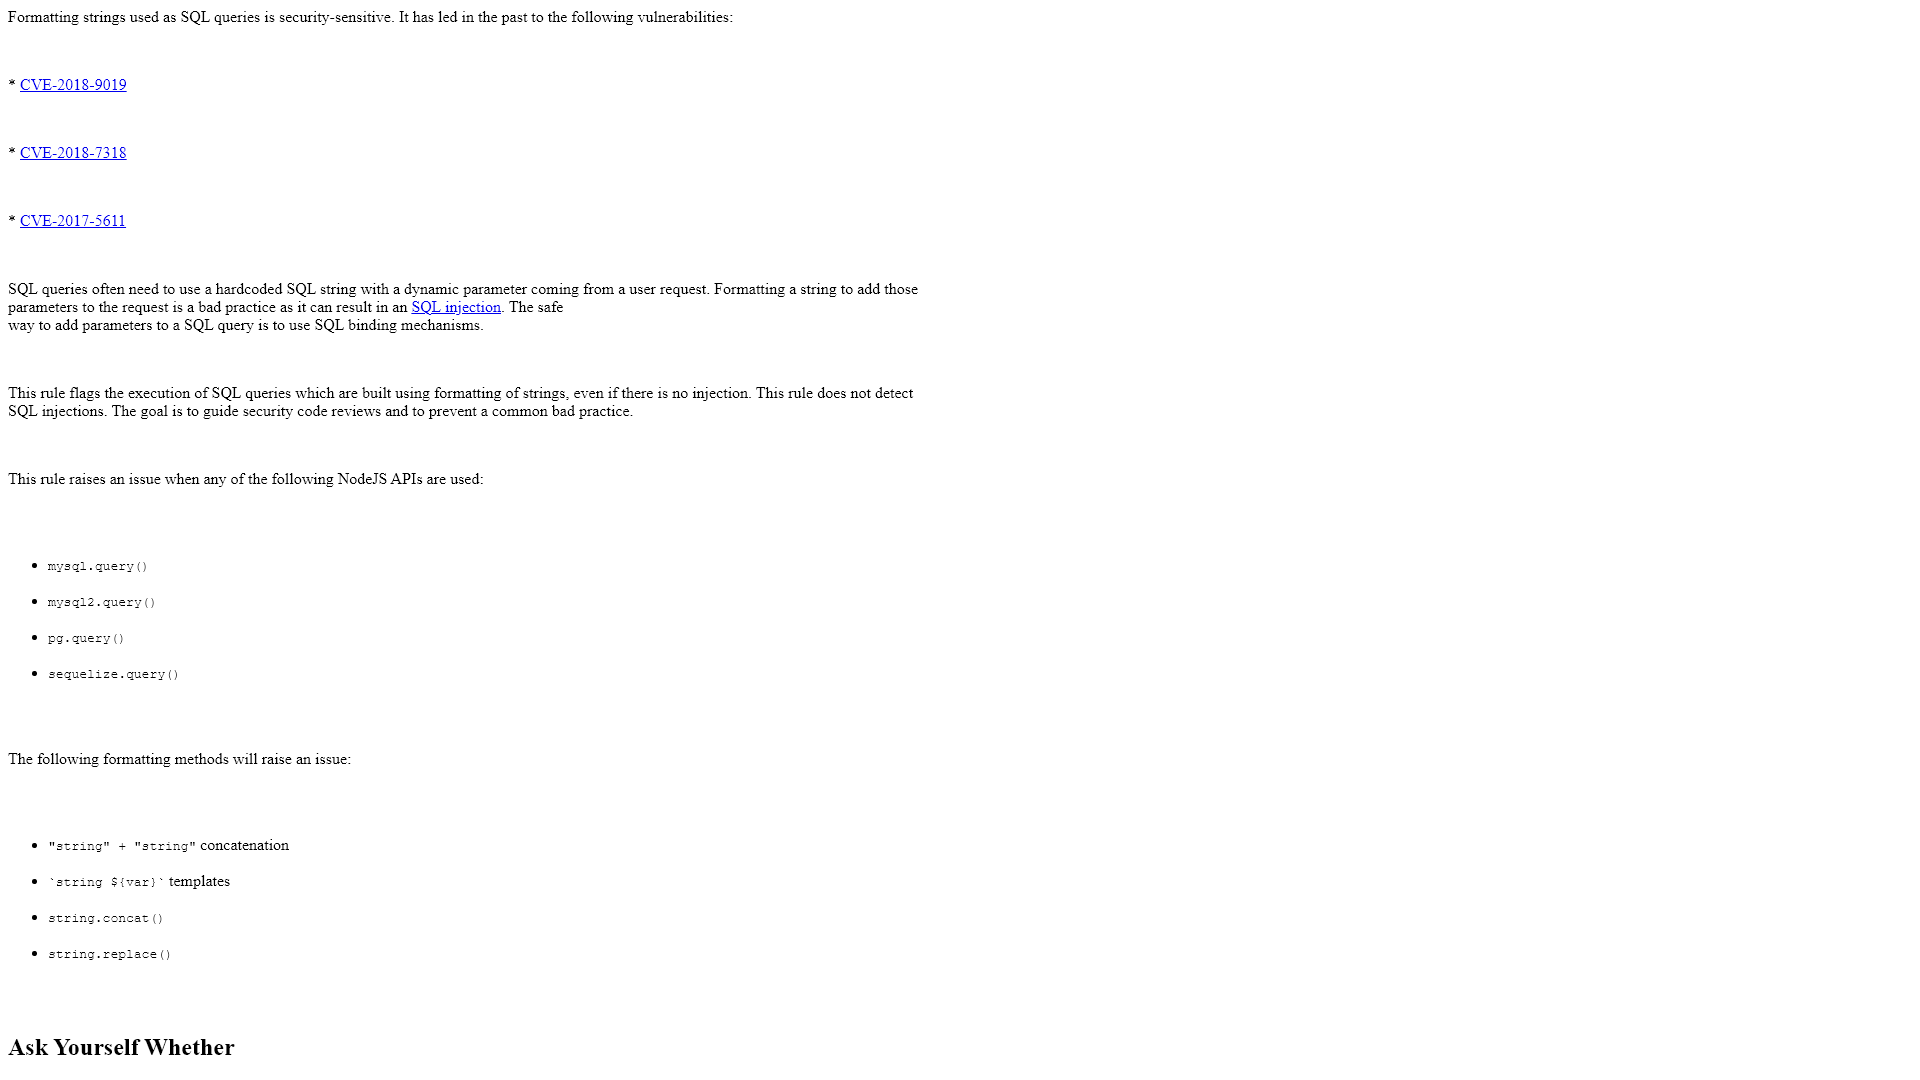 Formatting strings used as SQL queries is security-sensitive. It has led in the past to the following vulnerabilities:
* CVE-2018-9019
* CVE-2018-7318
* CVE-2017-5611
SQL queries often need to use a hardcoded SQL string with a dynamic parameter coming from a user request. Formatting a string to add those
parameters to the request is a bad practice as it can result in an SQL injection. The safe
way to add parameters to a SQL query is to use SQL binding mechanisms.
This rule flags the execution of SQL queries which are built using formatting of strings, even if there is no injection. This rule does not detect
SQL injections. The goal is to guide security code reviews and to prevent a common bad practice.
This rule raises an issue when any of the following NodeJS APIs are used:
• mysql.query()
• mysql2.query()
• pg.query()
• sequelize.query()
The following formatting methods will raise an issue:
• "string" + "string" concatenation
• `string ${var}` templates
• string.concat()
• string.replace()
Ask Yourself Whether